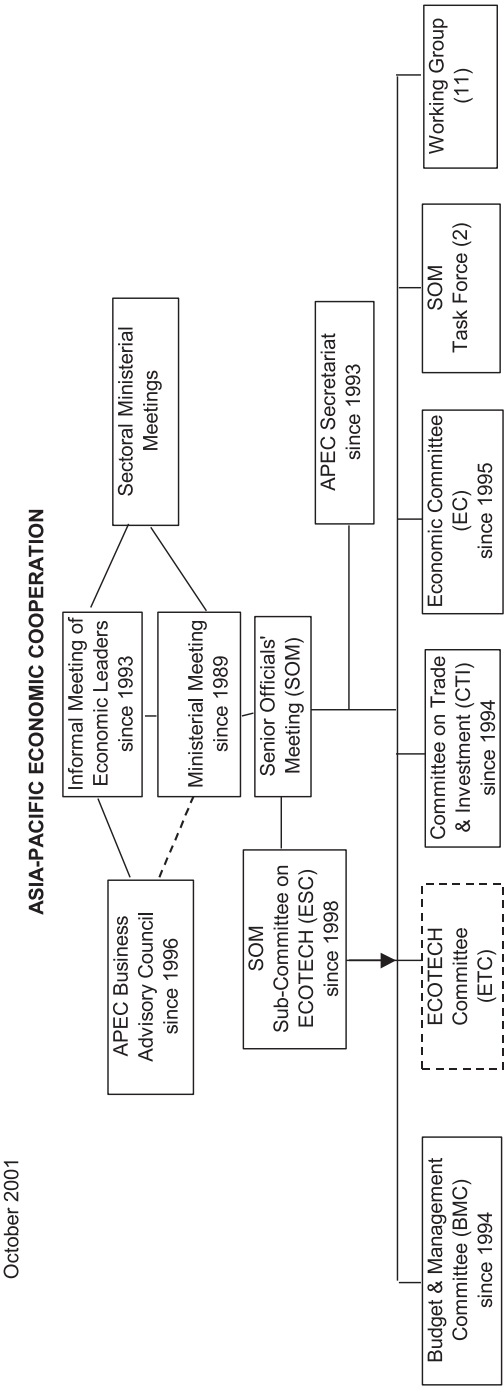 October 2001
ASIA-PACIFIC ECONOMIC COOPERATION
Informal Meeting of
Economic Leaders
since 1993
APEC Business
Advisory Council
since 1996
Sectoral Ministerial
Meetings
Ministerial Meeting
since 1989
SOM
Sub-Committee on
ECOTECH (ESC)
since 1998
Senior Officials'
Meeting (SOM)
APEC Secretariat
since 1993
Budget & Management
Committee (BMC)
since 1994
ECOTECH
Committee
(ETC)
Committee on Trade
& Investment (CTI)
since 1994
Economic Committee
(EC)
since 1995
SOM
Task Force (2)
Working Group
(11)